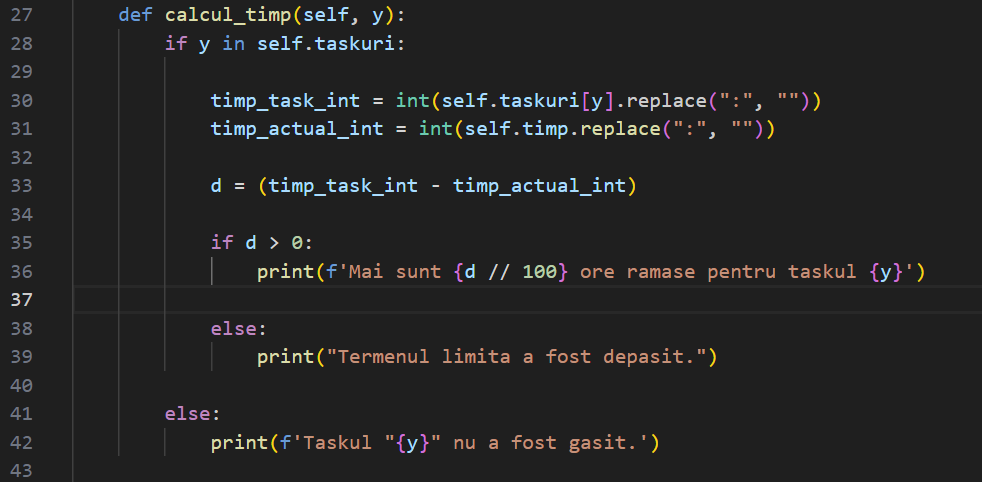 27 def calcul_timp(self, y):
28 if y in self.taskuri:
29
30 timp_task_int = int(self.taskuri[y].replace(":", ""))
31 timp_actual_int = int(self.timp.replace(":", ""))
32
33 d = (timp_task_int - timp_actual_int)
34
35 if d > 0:
36 print(f'Mai sunt {d // 100} ore ramase pentru taskul {y}')
37
38 else:
39 print("Termenul limita a fost depasit.")
40
41 else:
42 print(f'Taskul "{y}" nu a fost gasit.')
43